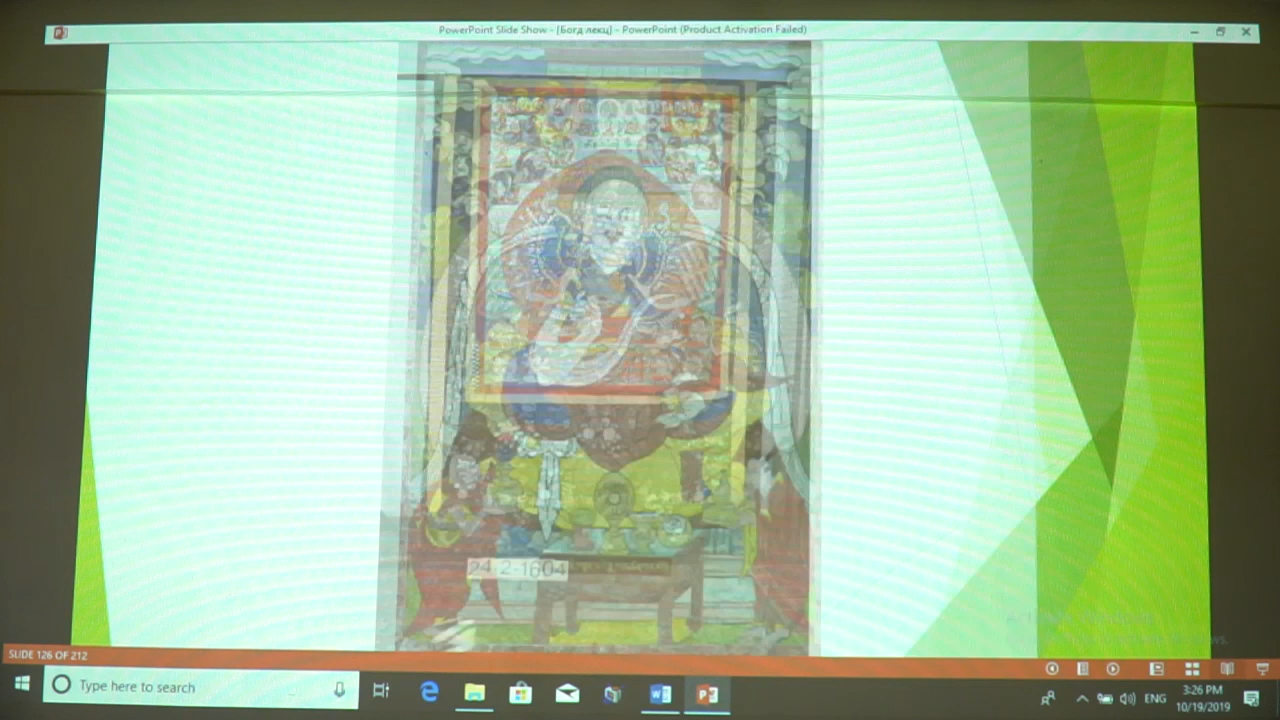 PowerPoint Slide Show - [Богд лекц] - PowerPoint (Product Activation Failed)
24.2-1604
SLIDE 126 OF 212
Type here to search
ENG
3:26 PM
10/19/2019